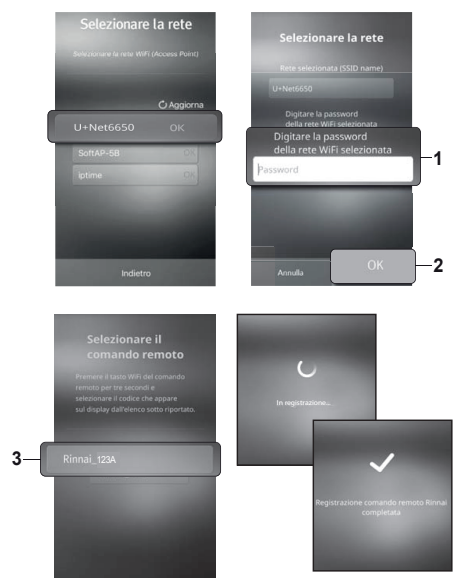 Selezionare la rete
Selezionare la rete WiFi (Access Point)
Aggiorna
U+Net6650 OK
SoftAP-5B OK
iptime OK
Indietro
Selezionare la rete
Rete selezionata (SSID name)
U+Net6650
Digitare la password
della rete WiFi selezionata
Digitare la password
della rete WiFi selezionata
Password
1
Annulla
OK
2
Selezionare il
comando remoto
Premere il tasto WiFi del comando
remoto per tre secondi e
selezionare il codice che appare
sul display dall'elenco sotto riportato.
3
Rinnai_123A
In registrazione...
Registrazione comando remoto Rinnai
completata